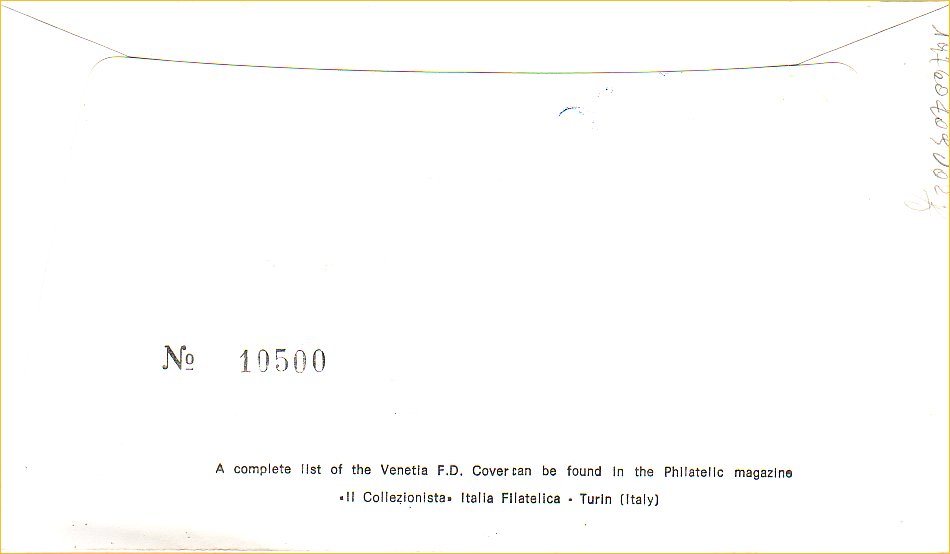 № 10500
A complete list of the Venetia F.D. Cover can be found in the Philatelic magazine
«Il Collezionista» Italia Filatelica - Turin (Italy)